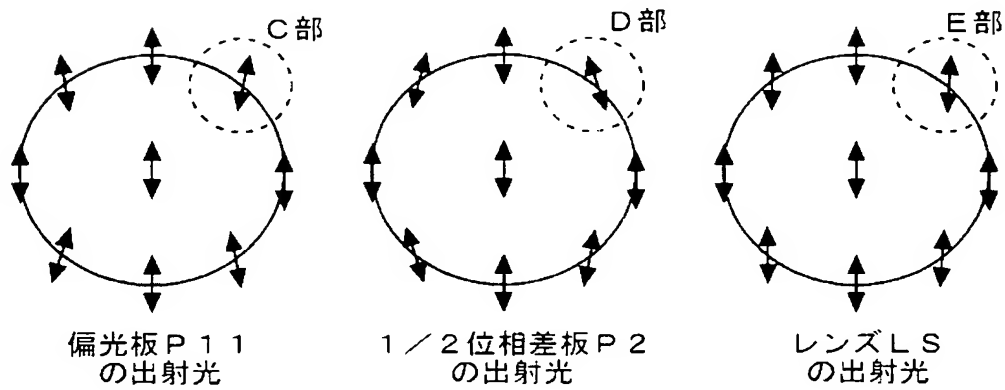 C部
D部
E部
偏光板P11
の出射光
1/2位相差板P2
の出射光
レンズLS
の出射光